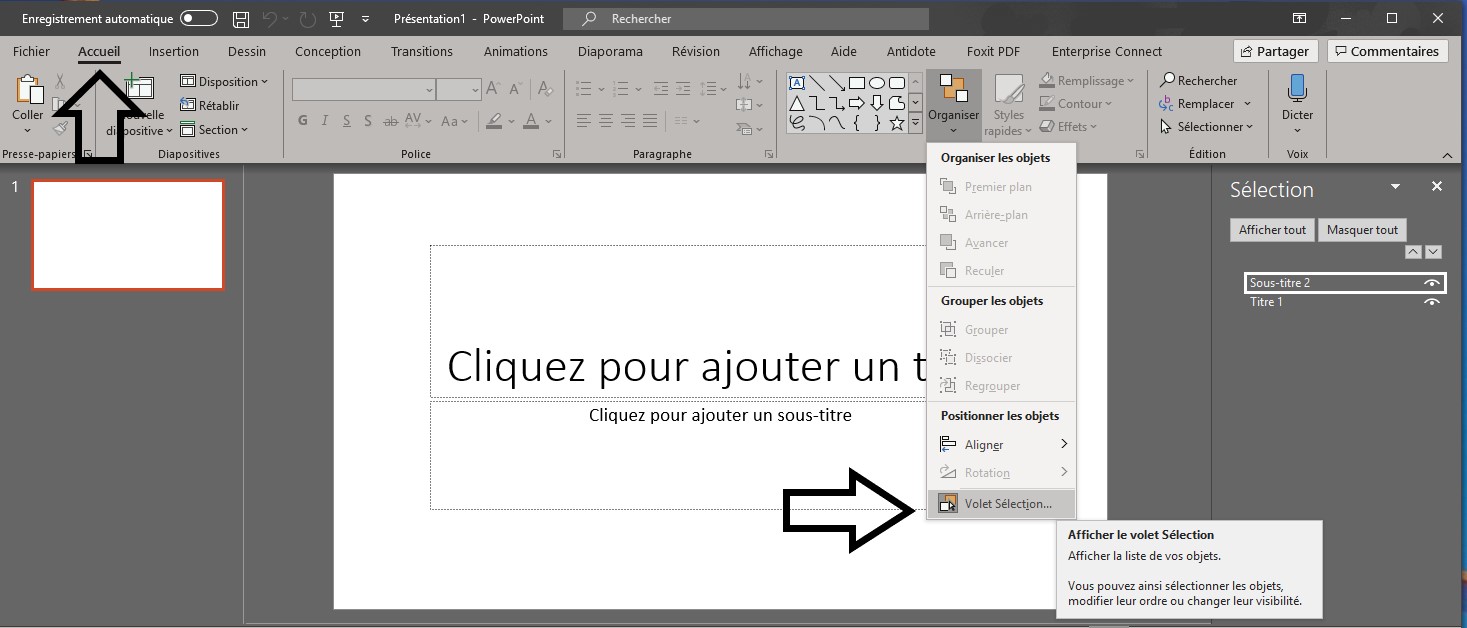 Enregistrement automatique
Présentation1 - PowerPoint
Rechercher
Fichier Accueil Insertion Dessin Conception Transitions Animations Diaporama Révision Affichage Aide Antidote Foxit PDF Enterprise Connect Partager Commentaires
Coller
Disposition
Rétablir
Section
Presse-papiers
Diapositives
G I S S ab AV Aa A
Police
Paragraphe
Organiser
Styles
rapides
Remplissage
Contour
Effets
Rechercher
Remplacer
Sélectionner
Édition
Dicter
Voix
1
Cliquez pour ajouter un t
Cliquez pour ajouter un sous-titre
Organiser les objets
Premier plan
Arrière-plan
Avancer
Reculer
Grouper les objets
Grouper
Dissocier
Regrouper
Positionner les objets
Aligner
Rotation
Volet Sélection...
Afficher le volet Sélection
Afficher la liste de vos objets.
Vous pouvez ainsi sélectionner les objets,
modifier leur ordre ou changer leur visibilité.
Sélection
Afficher tout Masquer tout
Sous-titre 2
Titre 1